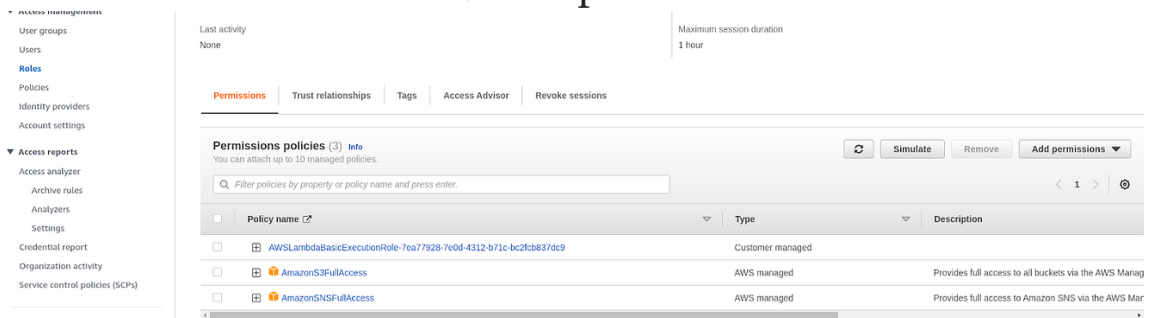 Access management
User groups
Users
Roles
Policies
Identity providers
Account settings
Access reports
Access analyzer
Archive rules
Analyzers
Settings
Credential report
Organization activity
Service control policies (SCPs)
Last activity
None
Maximum session duration
1 hour
Permissions Trust relationships Tags Access Advisor Revoke sessions
Permissions policies (3) Info
You can attach up to 10 managed policies.
Simulate Remove Add permissions
Filter policies by property or policy name and press enter.
1
Policy name Type Description
AWSLambdaBasicExecutionRole-7ea77928-7e0d-4312-b71c-bc2fcb837dc9 Customer managed
AmazonS3FullAccess AWS managed Provides full access to all buckets via the AWS Manag
AmazonSNSFullAccess AWS managed Provides full access to Amazon SNS via the AWS Mar